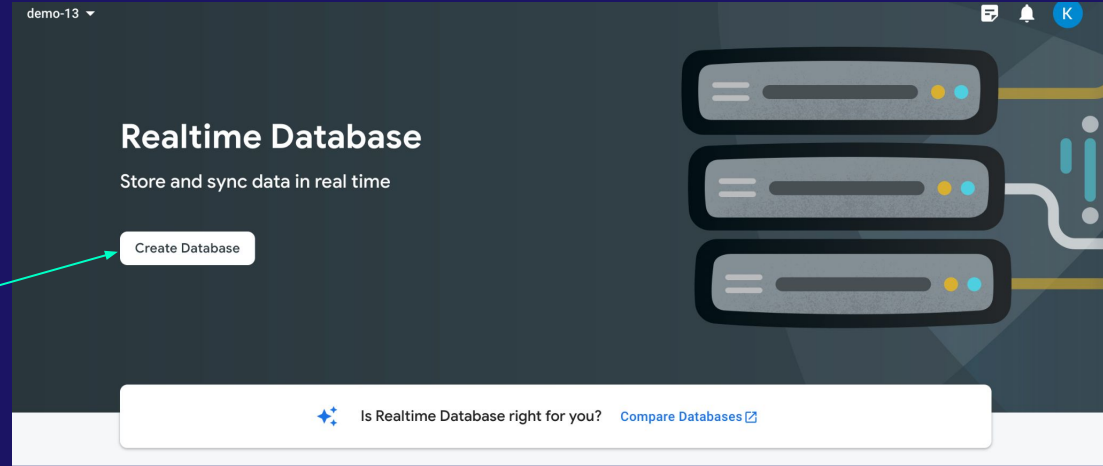 demo-13
K
Realtime Database
Store and sync data in real time
Create Database
Is Realtime Database right for you? Compare Databases